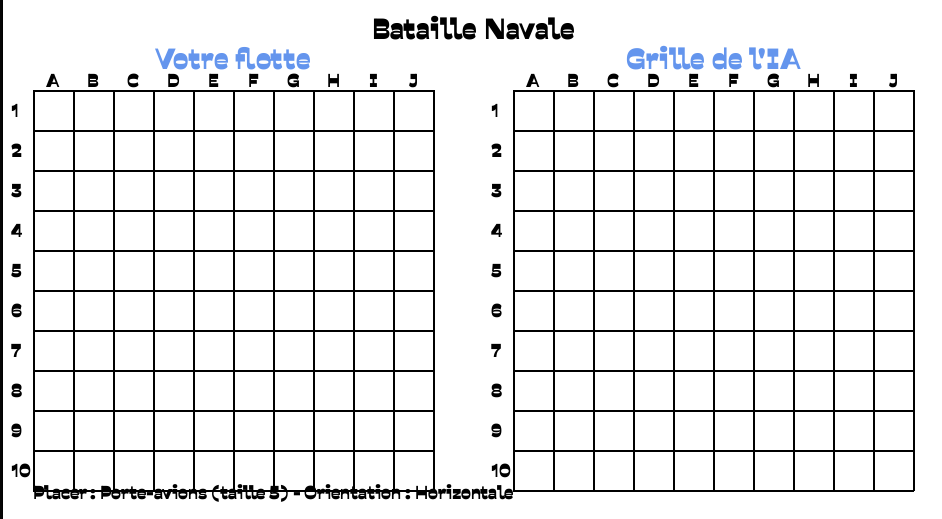 Bataille Navale
Votre flotte
Grille de l'IA
A B C D E F G H I J
A B C D E F G H I J
1 1
2 2
3 3
4 4
5 5
6 6
7 7
8 8
9 9
10 10
Placer : Porte-avions (taille 5) - Orientation : Horizontale